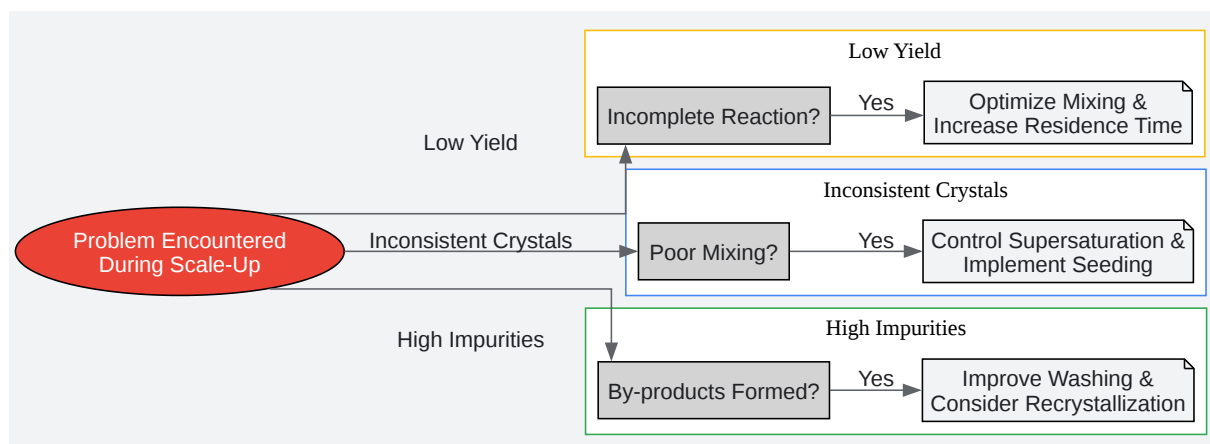 Low Yield
Incomplete Reaction?
Yes
Optimize Mixing &
Increase Residence Time
Low Yield
Inconsistent Crystals
Problem Encountered
During Scale-Up
Inconsistent Crystals
Poor Mixing?
Yes
Control Supersaturation &
Implement Seeding
High Impurities
High Impurities
By-products Formed?
Yes
Improve Washing &
Consider Recrystallization